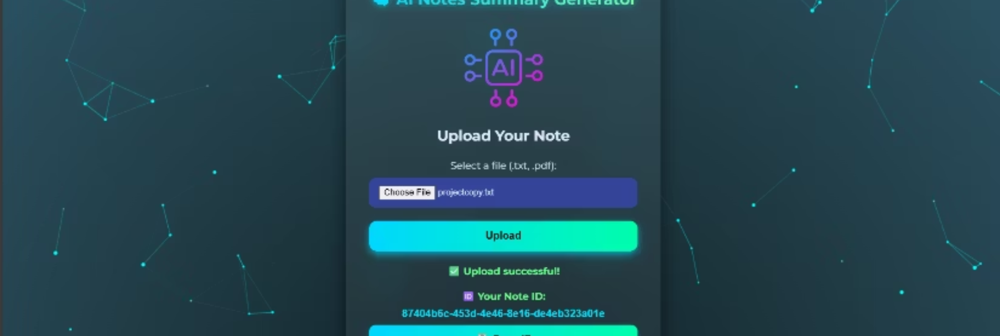 AI Notes Summary Generator
AI
Upload Your Note
Select a file (.txt, .pdf):
Choose File projectcopy.txt
Upload
✅ Upload successful!
🆔 Your Note ID:
87404b6c-453d-4e46-8e16-de4eb323a01e